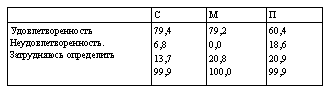 С М П
Удовлетворенность 79,4 79,2 60,4
Неудовлетворенность. 6,8 0,0 18,6
Затрудняюсь определить 13,7 20,8 20,9
99,9 100,0 99,9